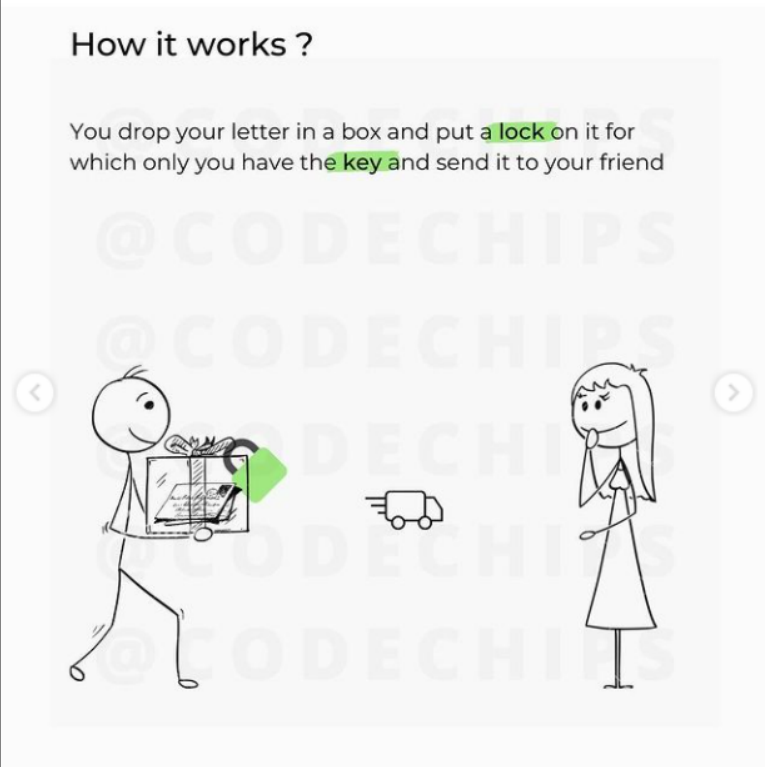 How it works ?
You drop your letter in a box and put a lock on it for
which only you have the key and send it to your friend
@CODECHIPS
@CODECHIPS
@CODECHIPS
@CODECHIPS
@CODECHIPS
@CODECHIPS